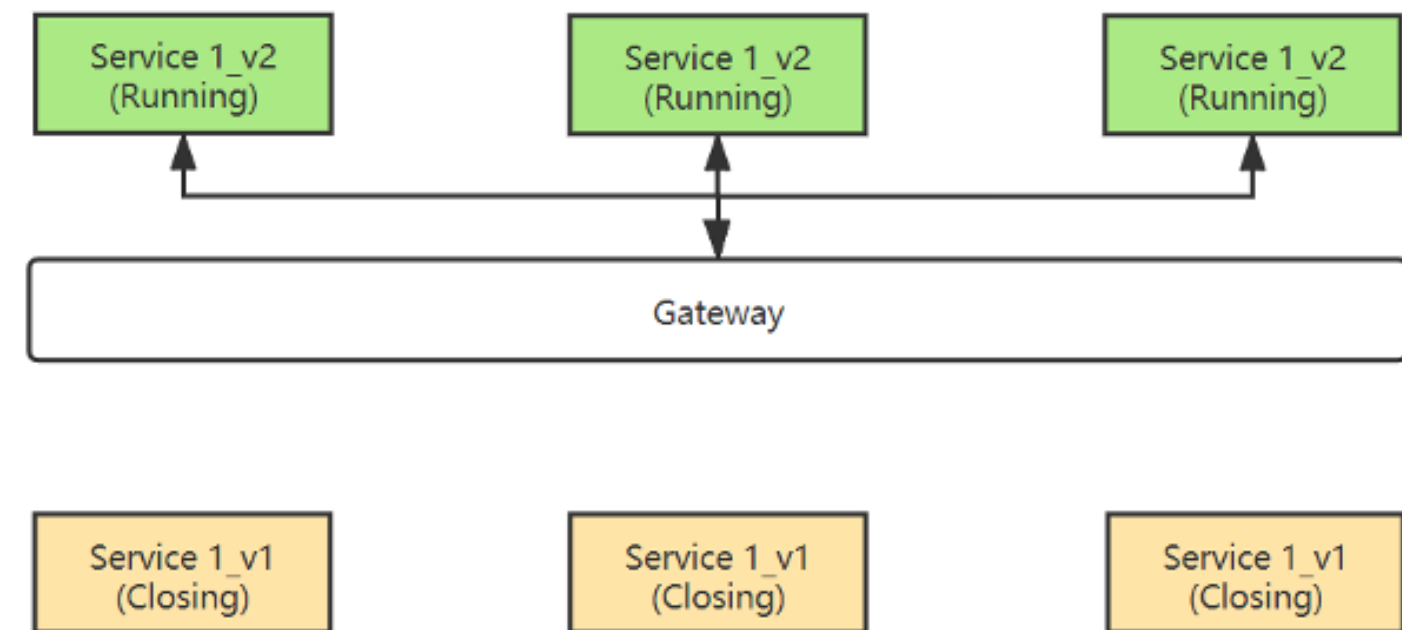 Service 1_v2
(Running)
Service 1_v2
(Running)
Service 1_v2
(Running)
Gateway
Service 1_v1
(Closing)
Service 1_v1
(Closing)
Service 1_v1
(Closing)